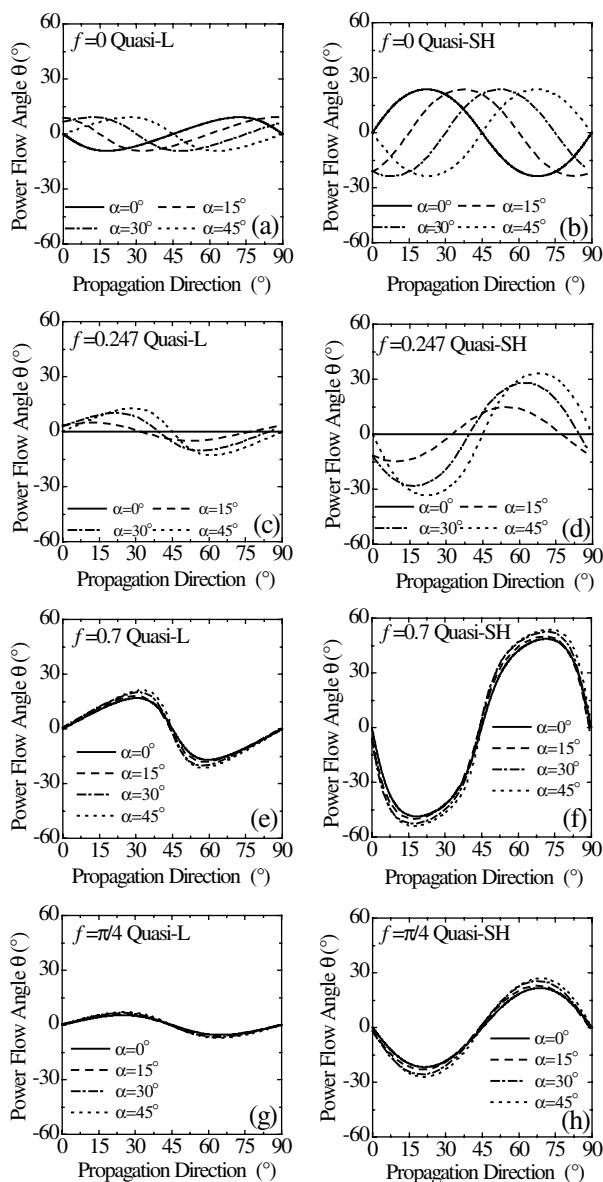 f=0 Quasi-L
Power Flow Angle θ (°)
60
30
0
-30
-60
α=0° α=15°
α=30° α=45°
(a)
0 15 30 45 60 75 90
Propagation Direction (°)
f=0 Quasi-SH
Power Flow Angle θ (°)
60
30
0
-30
-60
α=0° α=15°
α=30° α=45°
(b)
0 15 30 45 60 75 90
Propagation Direction (°)
f=0.247 Quasi-L
Power Flow Angle θ (°)
60
30
0
-30
-60
α=0° α=15°
α=30° α=45°
(c)
0 15 30 45 60 75 90
Propagation Direction (°)
f=0.247 Quasi-SH
Power Flow Angle θ (°)
60
30
0
-30
-60
α=0° α=15°
α=30° α=45°
(d)
0 15 30 45 60 75 90
Propagation Direction (°)
f=0.7 Quasi-L
Power Flow Angle θ (°)
60
30
0
-30
-60
α=0°
α=15°
α=30°
α=45°
(e)
0 15 30 45 60 75 90
Propagation Direction (°)
f=0.7 Quasi-SH
Power Flow Angle θ (°)
60
30
0
-30
-60
α=0°
α=15°
α=30°
α=45°
(f)
0 15 30 45 60 75 90
Propagation Direction (°)
f=π/4 Quasi-L
Power Flow Angle θ (°)
60
30
0
-30
-60
α=0°
α=15°
α=30°
α=45°
(g)
0 15 30 45 60 75 90
Propagation Direction (°)
f=π/4 Quasi-SH
Power Flow Angle θ (°)
60
30
0
-30
-60
α=0°
α=15°
α=30°
α=45°
(h)
0 15 30 45 60 75 90
Propagation Direction (°)